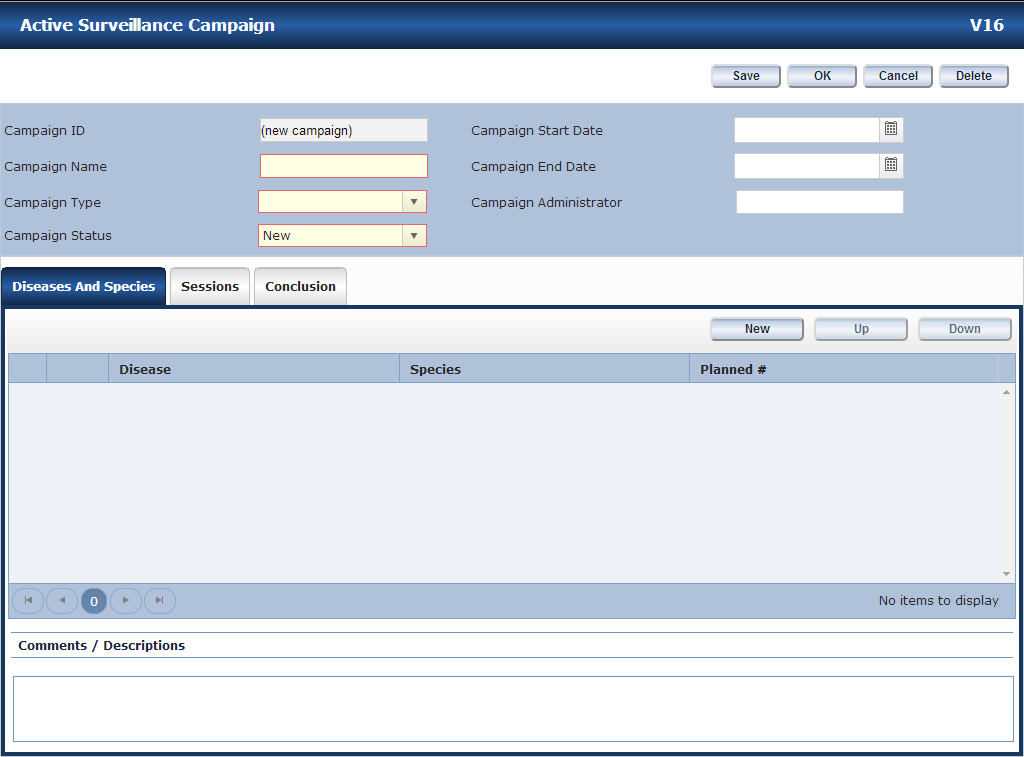 Active Surveillance Campaign V16
Save OK Cancel Delete
Campaign ID (new campaign) Campaign Start Date
Campaign Name Campaign End Date
Campaign Type Campaign Administrator
Campaign Status New
Diseases And Species Sessions Conclusion
New Up Down
Disease Species Planned #
0 No items to display
Comments / Descriptions